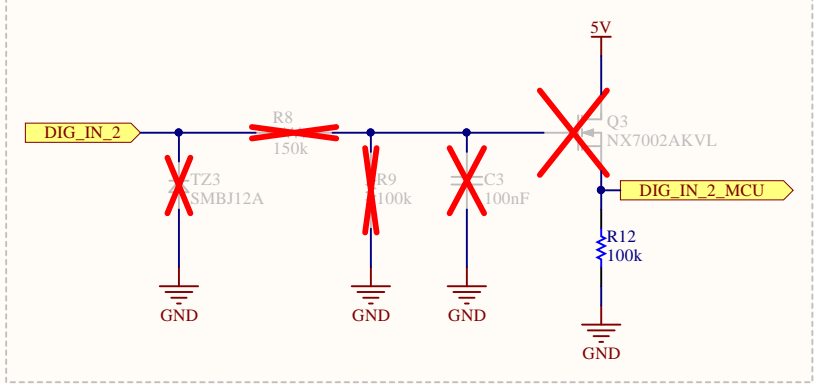 5V
R8
Q3
DIG_IN_2
NX7002AKVL
150k
TZ3
R9
C3
DIG_IN_2_MCU
SMBJ12A
100k
100nF
R12
100k
GND
GND
GND
GND